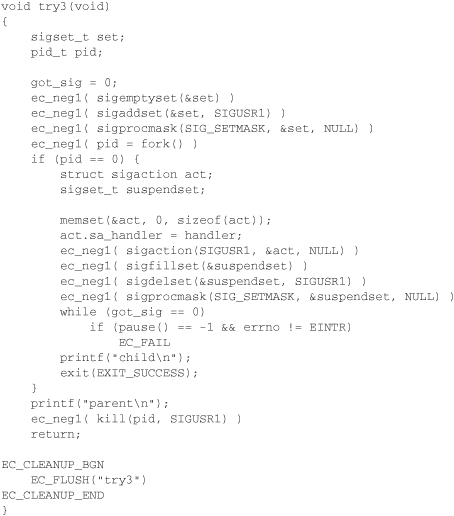 void try3(void)
{
    sigset_t set;
    pid_t pid;

    got_sig = 0;
    ec_neg1( sigemptyset(&set) )
    ec_neg1( sigaddset(&set, SIGUSR1) )
    ec_neg1( sigprocmask(SIG_SETMASK, &set, NULL) )
    ec_neg1( pid = fork() )
    if (pid == 0) {
        struct sigaction act;
        sigset_t suspendset;

        memset(&act, 0, sizeof(act));
        act.sa_handler = handler;
        ec_neg1( sigaction(SIGUSR1, &act, NULL) )
        ec_neg1( sigfillset(&suspendset) )
        ec_neg1( sigdelset(&suspendset, SIGUSR1) )
        ec_neg1( sigprocmask(SIG_SETMASK, &suspendset, NULL) )
        while (got_sig == 0)
            if (pause() == -1 && errno != EINTR)
                EC_FAIL
        printf("child\n");
        exit(EXIT_SUCCESS);
    }
    printf("parent\n");
    ec_neg1( kill(pid, SIGUSR1) )
    return;

EC_CLEANUP_BGN
    EC_FLUSH("try3")
EC_CLEANUP_END
}